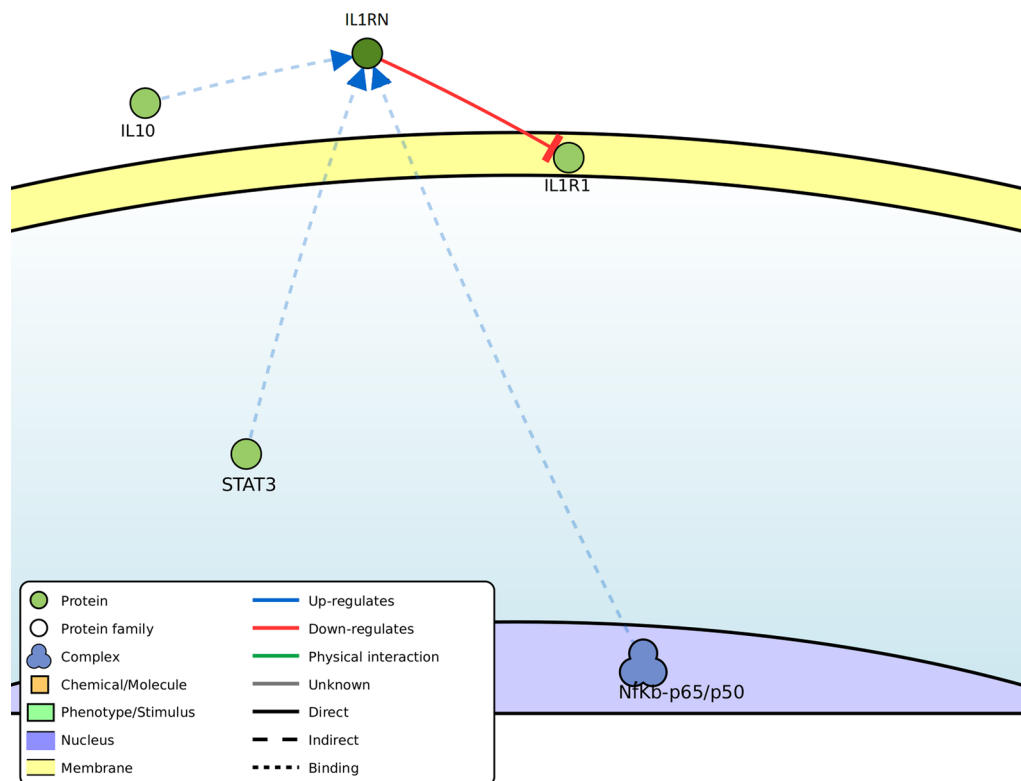 IL1RN
IL10
IL1R1
STAT3
NfKb-p65/p50
Protein
Protein family
Complex
Chemical/Molecule
Phenotype/Stimulus
Nucleus
Membrane
Up-regulates
Down-regulates
Physical interaction
Unknown
Direct
Indirect
Binding